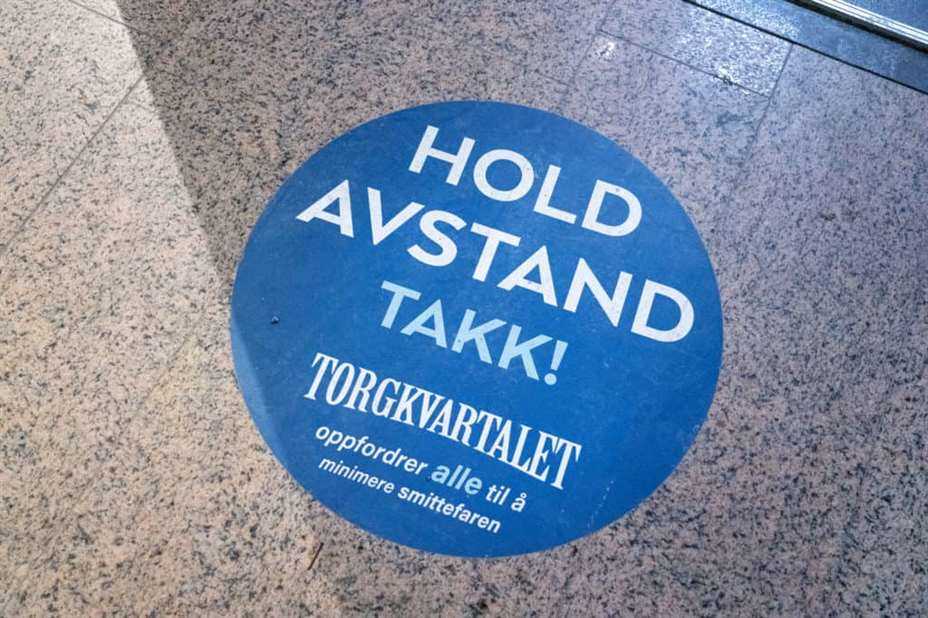 HOLD
AVSTAND
TAKK!
TORGKVARTALET
oppfordrer alle til å
minimere smittefaren